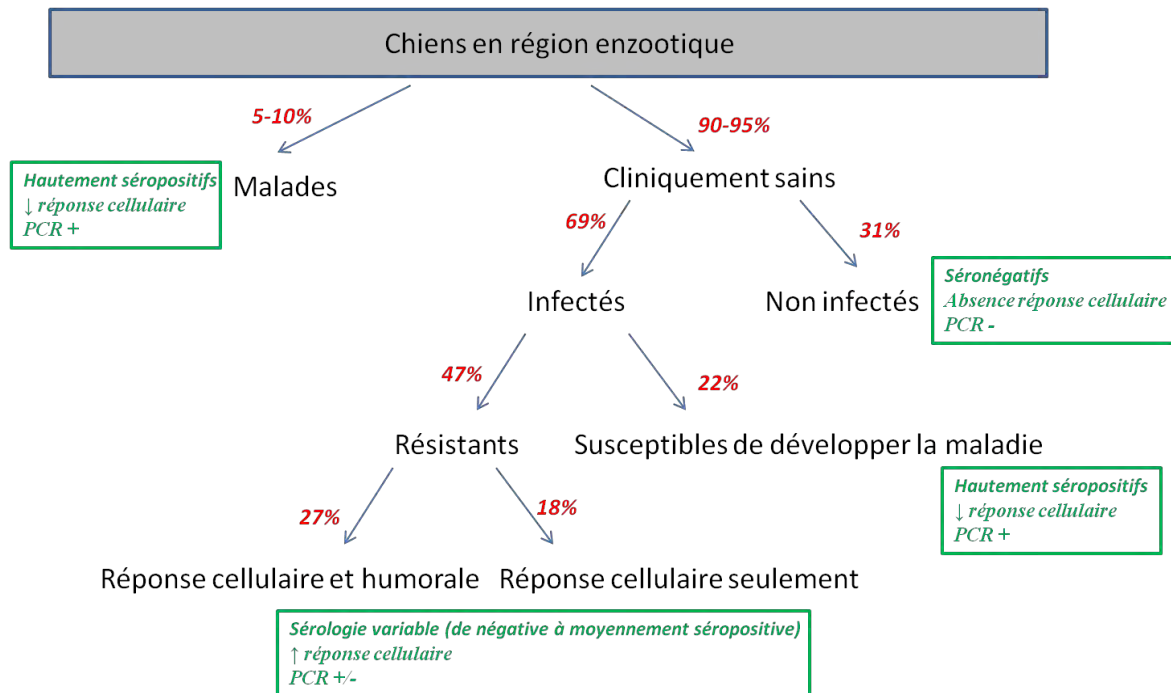 Chiens en région enzootique
5-10%
90-95%
Hautement séropositifs
↓ réponse cellulaire
PCR +
Malades
Cliniquement sains
69%
31%
Infectés
Non infectés
Séronégatifs
Absence réponse cellulaire
PCR -
47%
22%
Résistants
Susceptibles de développer la maladie
Hautement séropositifs
↓ réponse cellulaire
PCR +
27%
18%
Réponse cellulaire et humorale
Réponse cellulaire seulement
Sérologie variable (de négative à moyennement séropositive)
↑ réponse cellulaire
PCR +/-